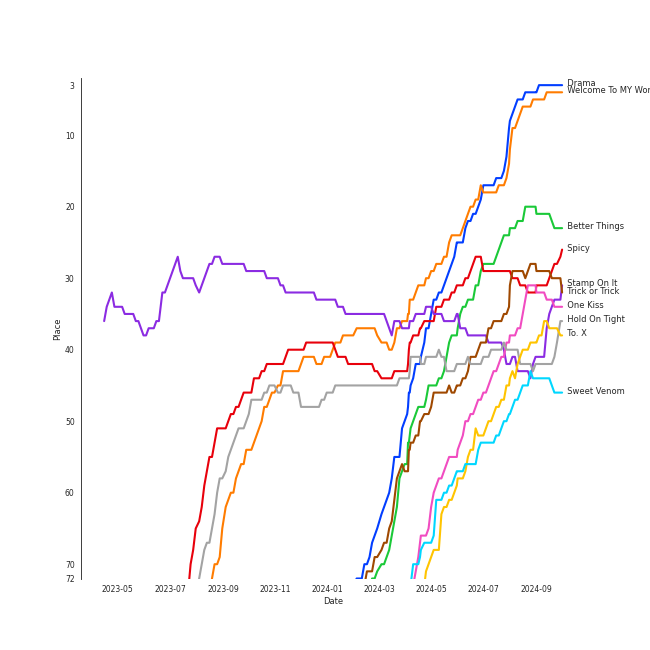 Drama
Welcome To MY Wor
Better Things
Spicy
Stamp On It
Trick or Trick
One Kiss
Hold On Tight
To. X
Sweet Venom
3
10
20
30
40
50
60
70
72
Place
2023-05
2023-07
2023-09
2023-11
2024-01
2024-03
2024-05
2024-07
2024-09
Date